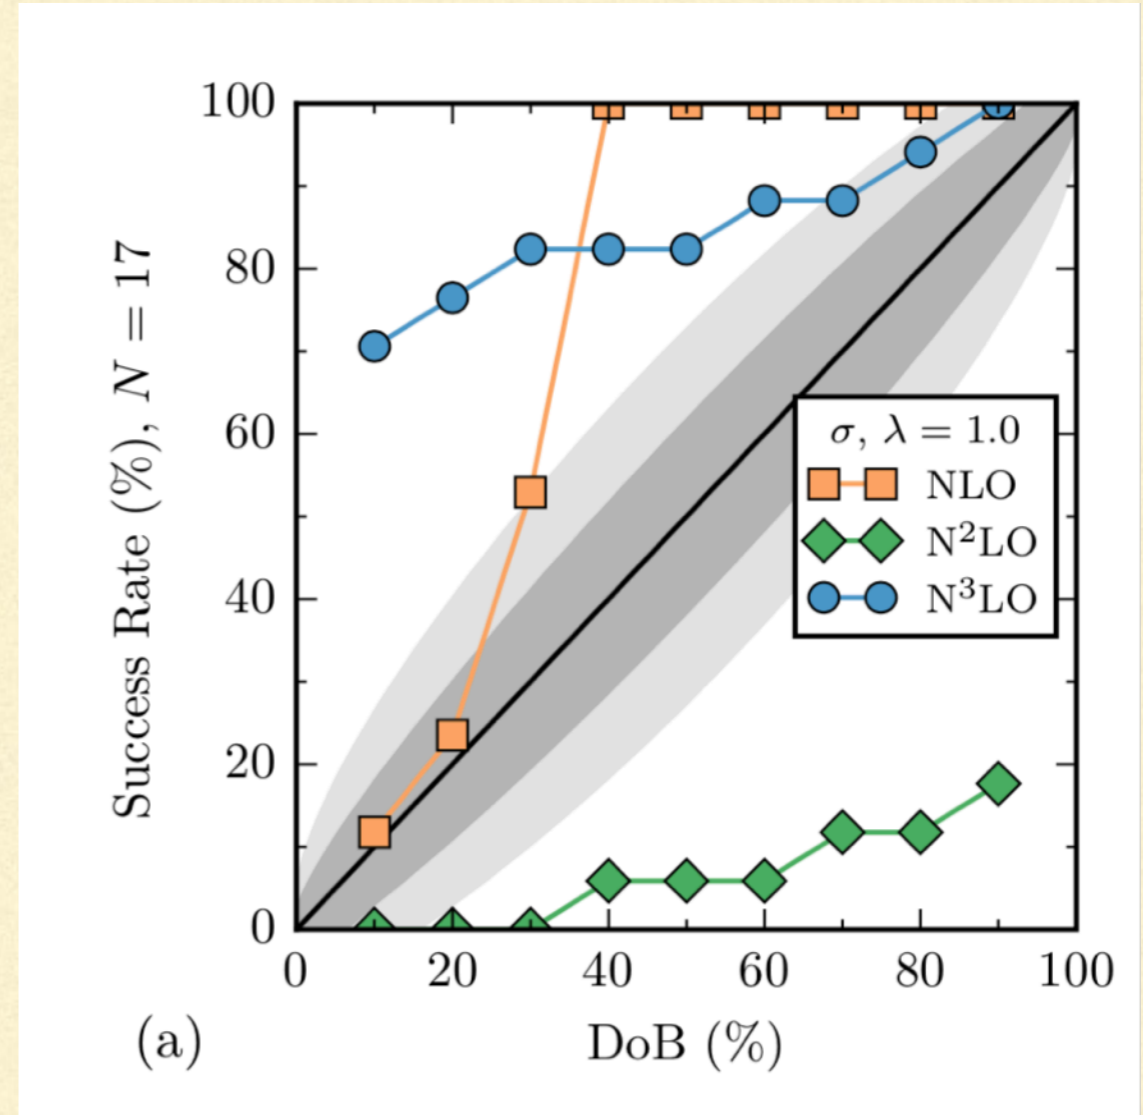 100
80
60
40
20
0
Success Rate (%), N = 17
σ, λ = 1.0
NLO
N²LO
N³LO
0 20 40 60 80 100
(a) DoB (%)